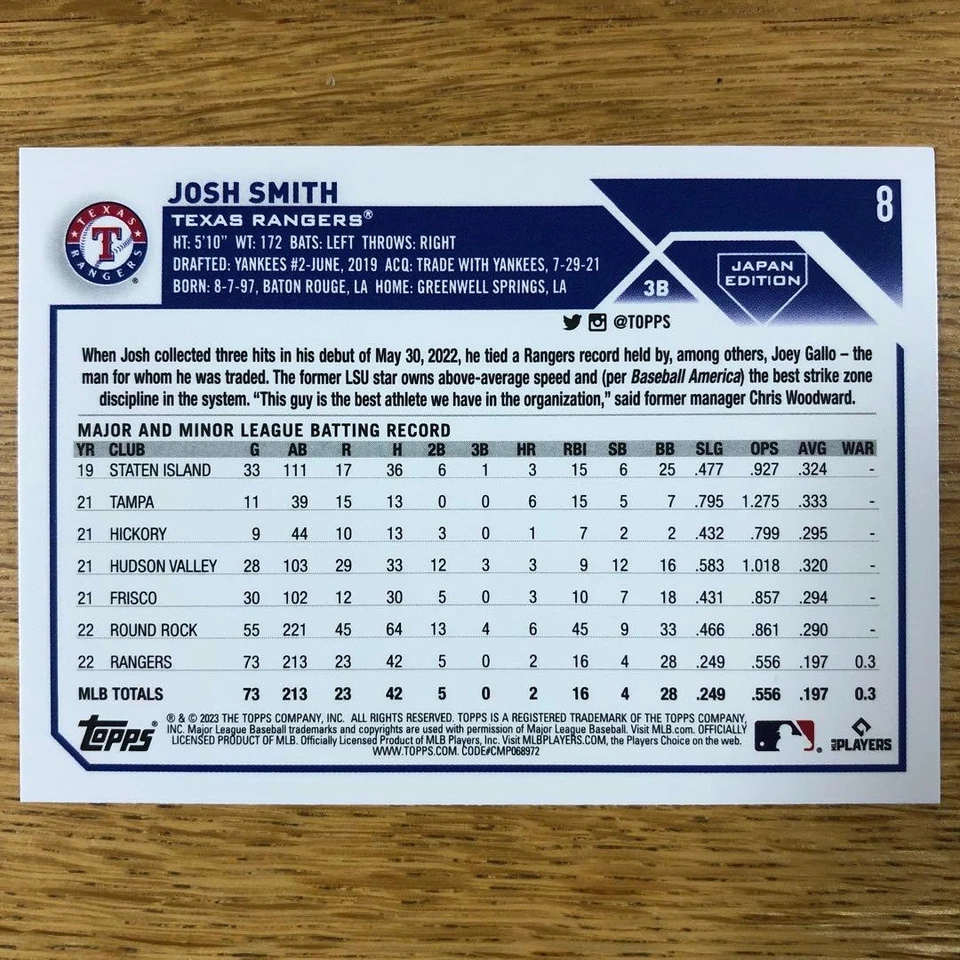 JOSH SMITH
8
TEXAS RANGERS®
TEXAS
T
RANGERS
®
HT: 5'10" WT: 172 BATS: LEFT THROWS: RIGHT
DRAFTED: YANKEES #2-JUNE, 2019 ACQ: TRADE WITH YANKEES, 7-29-21
BORN: 8-7-97, BATON ROUGE, LA HOME: GREENWELL SPRINGS, LA
3B
JAPAN
EDITION
@TOPPS
When Josh collected three hits in his debut of May 30, 2022, he tied a Rangers record held by, among others, Joey Gallo – the
man for whom he was traded. The former LSU star owns above-average speed and (per Baseball America) the best strike zone
discipline in the system. “This guy is the best athlete we have in the organization,” said former manager Chris Woodward.
MAJOR AND MINOR LEAGUE BATTING RECORD
YR CLUB G AB R H 2B 3B HR RBI SB BB SLG OPS AVG WAR
19 STATEN ISLAND 33 111 17 36 6 1 3 15 6 25 .477 .927 .324 -
21 TAMPA 11 39 15 13 0 0 6 15 5 7 .795 1.275 .333 -
21 HICKORY 9 44 10 13 3 0 1 7 2 2 .432 .799 .295 -
21 HUDSON VALLEY 28 103 29 33 12 3 3 9 12 16 .583 1.018 .320 -
21 FRISCO 30 102 12 30 5 0 3 10 7 18 .431 .857 .294 -
22 ROUND ROCK 55 221 45 64 13 4 6 45 9 33 .466 .861 .290 -
22 RANGERS 73 213 23 42 5 0 2 16 4 28 .249 .556 .197 0.3
MLB TOTALS 73 213 23 42 5 0 2 16 4 28 .249 .556 .197 0.3
topps®
® & © 2023 THE TOPPS COMPANY, INC. ALL RIGHTS RESERVED. TOPPS IS A REGISTERED TRADEMARK OF THE TOPPS COMPANY,
INC. Major League Baseball trademarks and copyrights are used with permission of Major League Baseball. Visit MLB.com. OFFICIALLY
LICENSED PRODUCT OF MLB. Officially Licensed Product of MLB Players, Inc. Visit MLBPLAYERS.COM, the Players Choice on the web.
WWW.TOPPS.COM. CODE#CMP068972
®
MLB PLAYERS